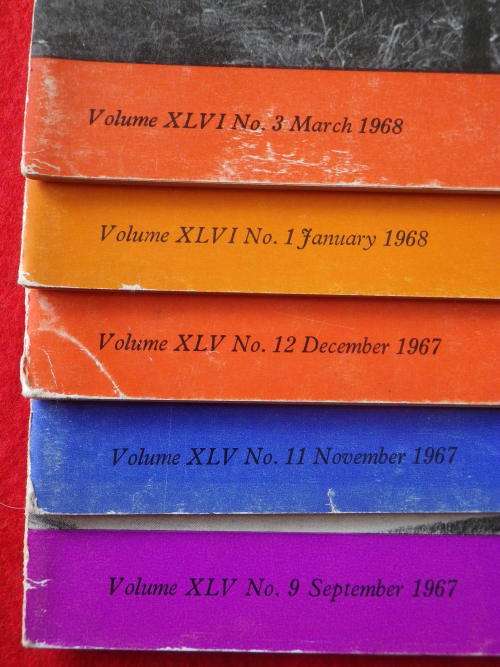 Volume XLVI No. 3 March 1968
Volume XLVI No. 1 January 1968
Volume XLV No. 12 December 1967
Volume XLV No. 11 November 1967
Volume XLV No. 9 September 1967